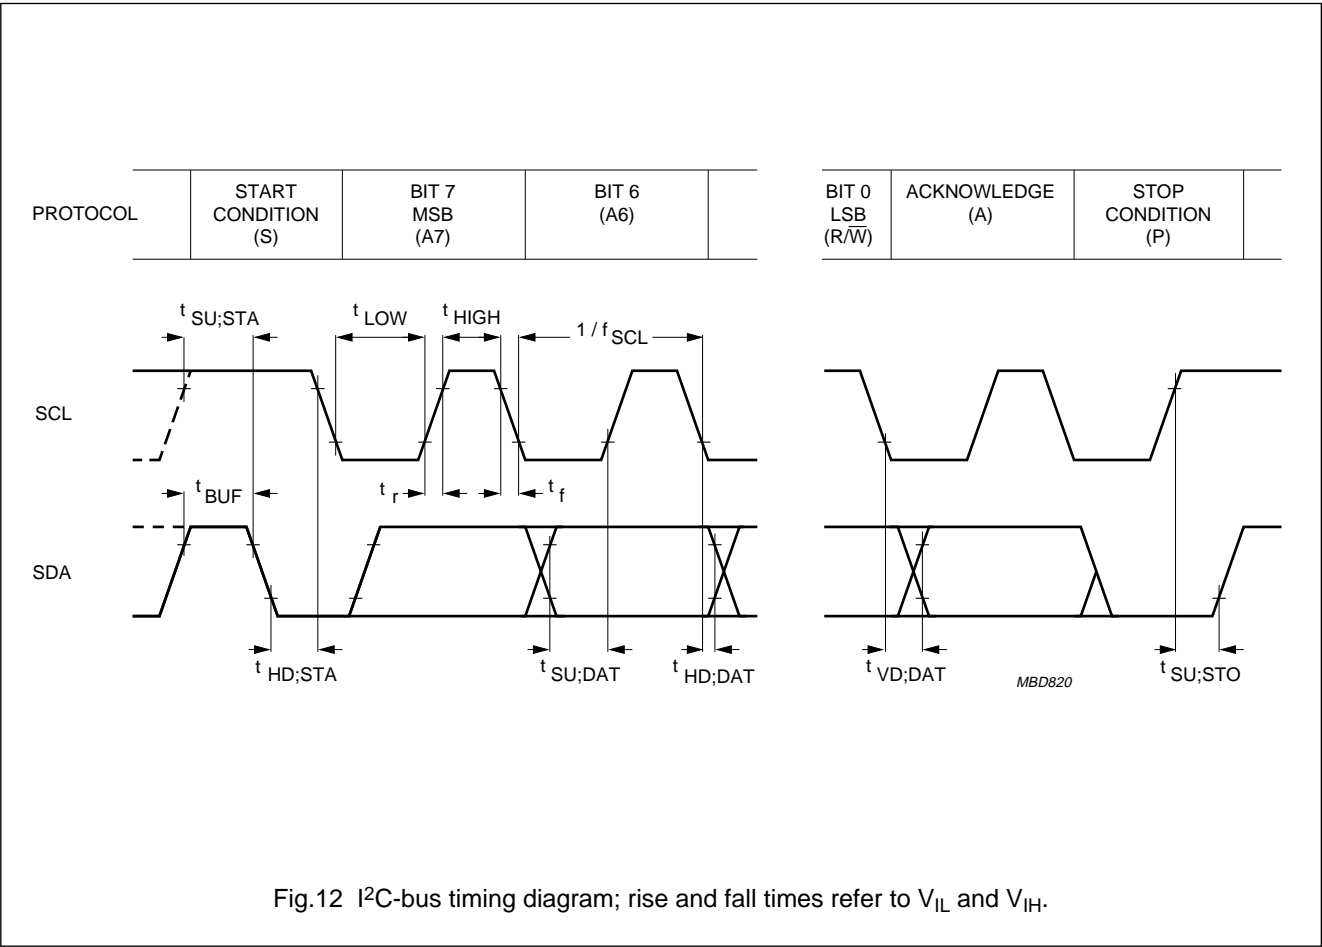 PROTOCOL
START
CONDITION
(S)
BIT 7
MSB
(A7)
BIT 6
(A6)
BIT 0
LSB
(R/W̅)
ACKNOWLEDGE
(A)
STOP
CONDITION
(P)
t SU;STA
t LOW
t HIGH
1 / f SCL
SCL
t BUF
t r
t f
SDA
t HD;STA
t SU;DAT
t HD;DAT
t VD;DAT
MBD820
t SU;STO
Fig.12 I²C-bus timing diagram; rise and fall times refer to VIL and VIH.